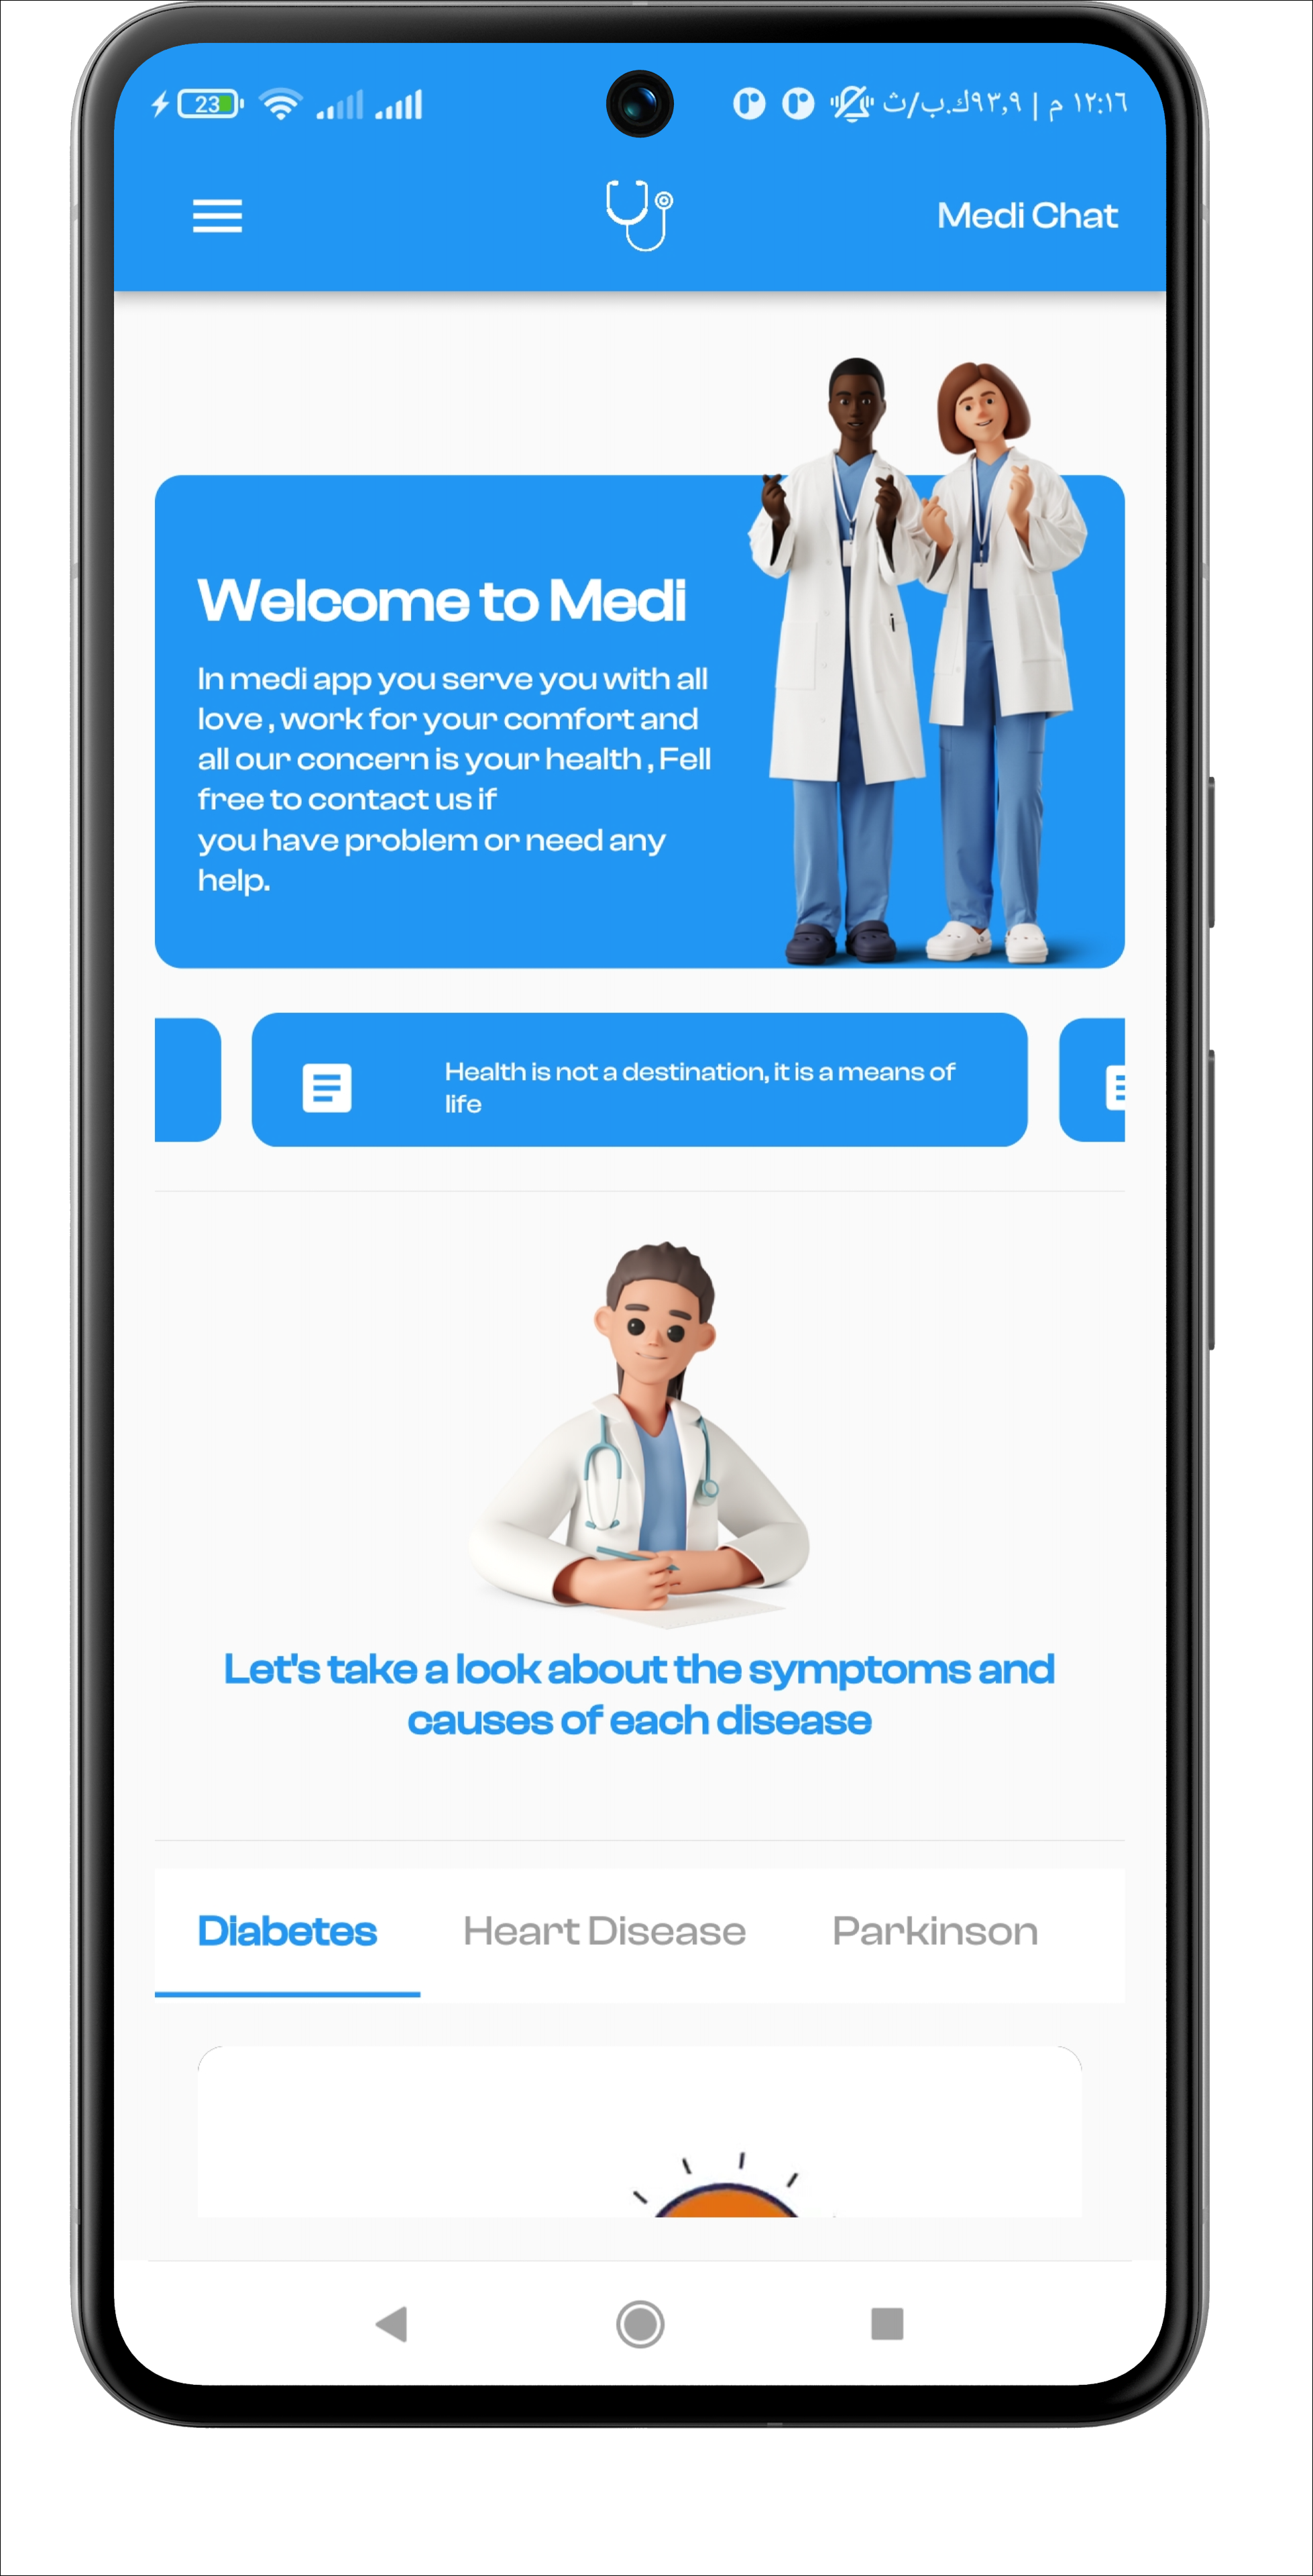 23
١٢:١٦ م | ٩٣,٩ك.ب/ث
Medi Chat
Welcome to Medi
In medi app you serve you with all
love , work for your comfort and
all our concern is your health , Fell
free to contact us if
you have problem or need any
help.
Health is not a destination, it is a means of
life
Let's take a look about the symptoms and
causes of each disease
Diabetes
Heart Disease
Parkinson